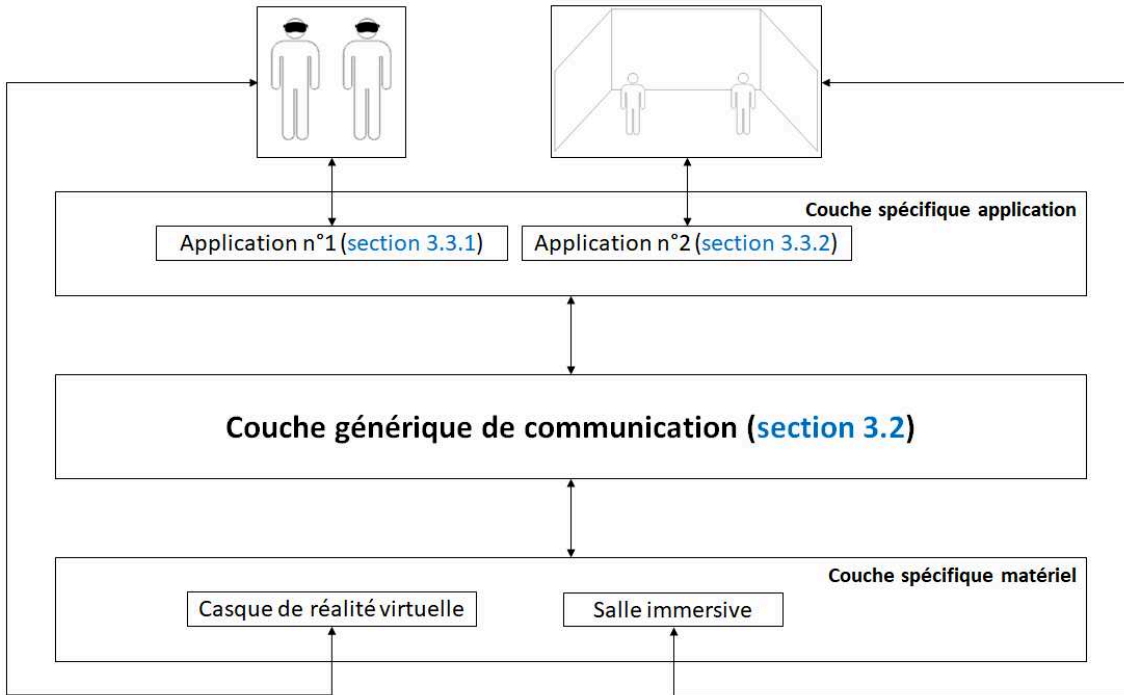 Couche spécifique application
Application n°1 (section 3.3.1)
Application n°2 (section 3.3.2)
Couche générique de communication (section 3.2)
Couche spécifique matériel
Casque de réalité virtuelle
Salle immersive